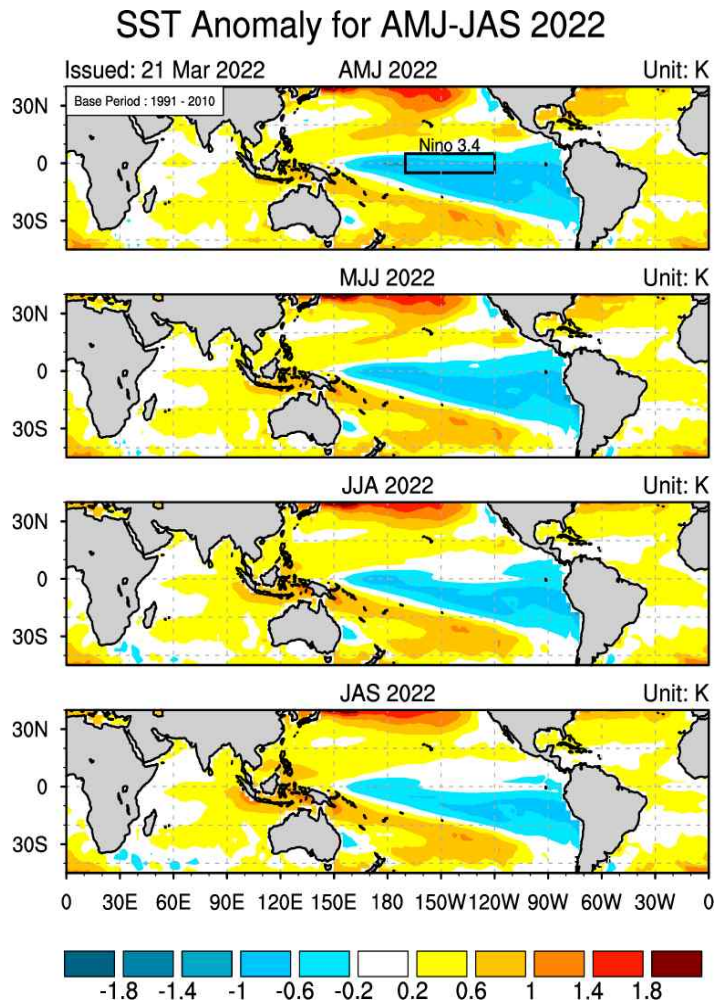 SST Anomaly for AMJ-JAS 2022
Issued: 21 Mar 2022 AMJ 2022 Unit: K
Base Period : 1991 - 2010
30N
Nino 3.4
0
30S
MJJ 2022 Unit: K
30N
0
30S
JJA 2022 Unit: K
30N
0
30S
JAS 2022 Unit: K
30N
0
30S
0 30E 60E 90E 120E 150E 180 150W 120W 90W 60W 30W 0
-1.8 -1.4 -1 -0.6 -0.2 0.2 0.6 1 1.4 1.8